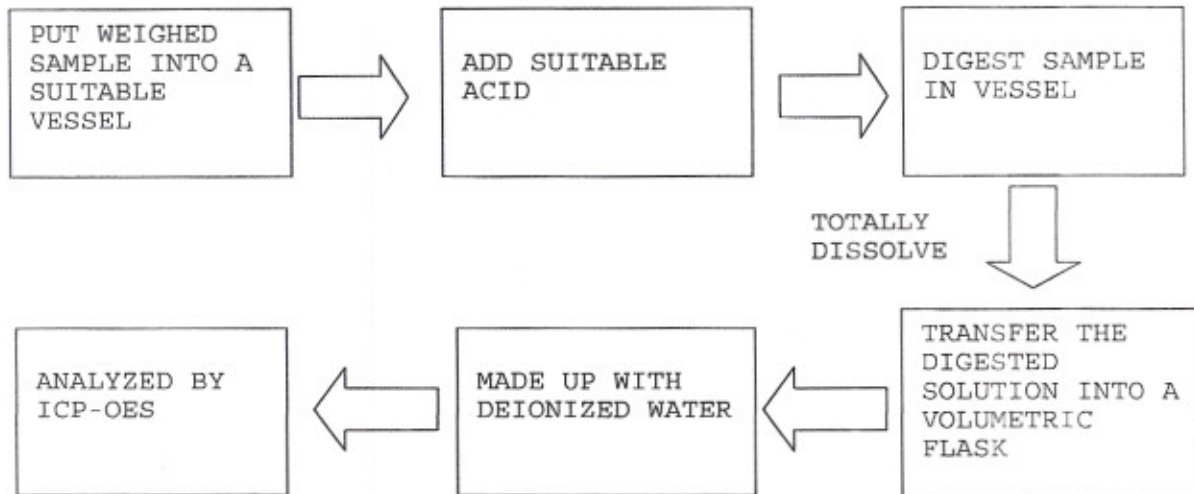 PUT WEIGHED
SAMPLE INTO A
SUITABLE
VESSEL
ADD SUITABLE
ACID
DIGEST SAMPLE
IN VESSEL
TOTALLY
DISSOLVE
TRANSFER THE
DIGESTED
SOLUTION INTO A
VOLUMETRIC
FLASK
MADE UP WITH
DEIONIZED WATER
ANALYZED BY
ICP-OES